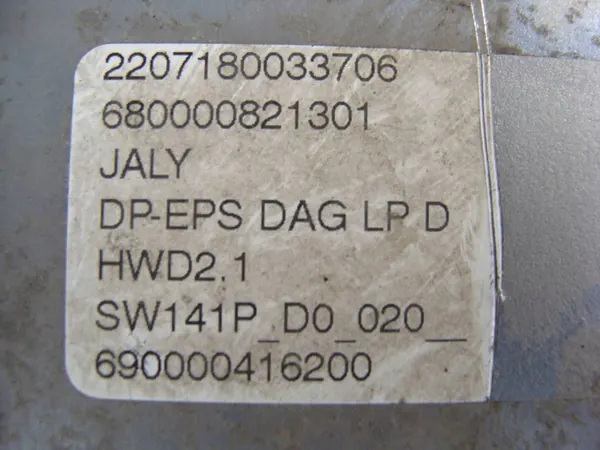 2207180033706
680000821301
JALY
DP-EPS DAG LP D
HWD2.1
SW141P_D0_020__
690000416200